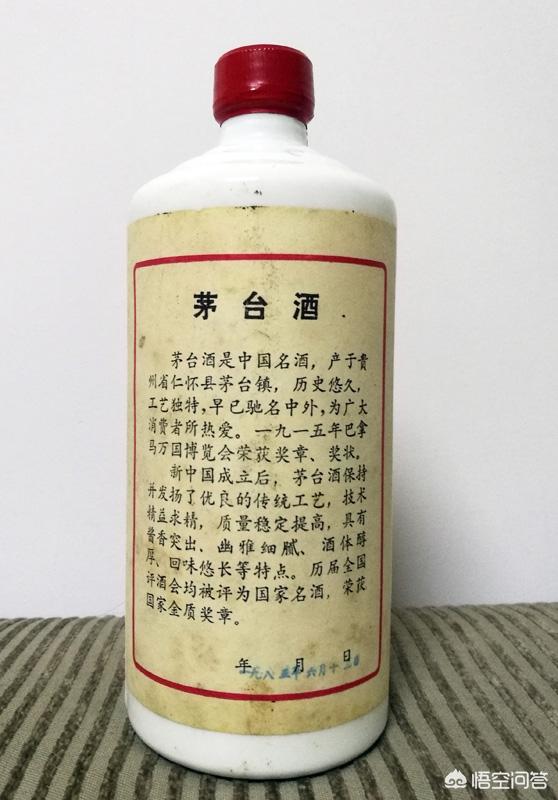 茅台酒
茅台酒是中国名酒，产于贵
州省仁怀县茅台镇，历史悠久，
工艺独特，早已驰名中外，为广大
消费者所热爱。一九一五年巴拿
马万国博览会荣获奖章、奖状。
新中国成立后，茅台酒保持
并发扬了优良的传统工艺，技术
精益求精，质量稳定提高，具有
酱香突出、幽雅细腻、酒体醇
厚、回味悠长等特点。历届全国
评酒会均被评为国家名酒，荣获
国家金质奖章。
年 月 日
一九八五年六月十
悟空问答